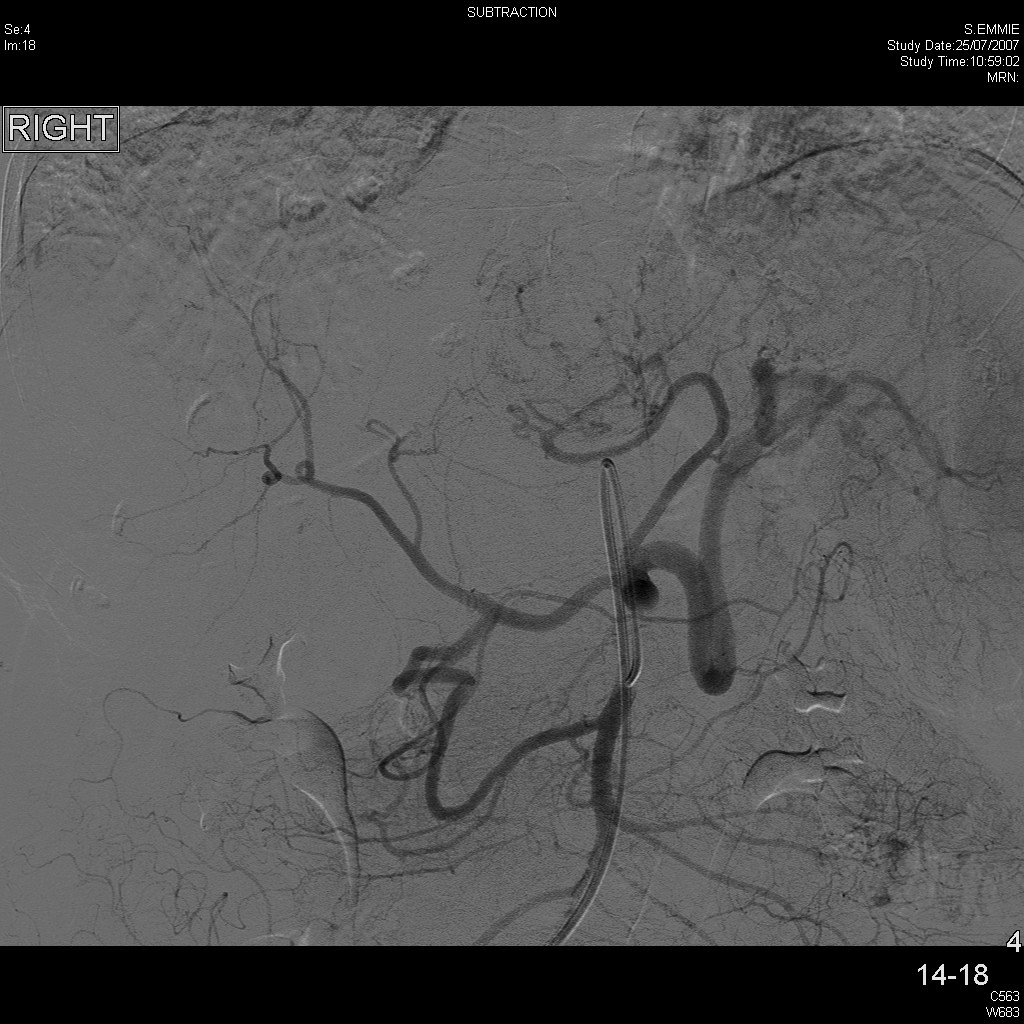 SUBTRACTION
Se:4
Im:18
S.EMMIE
Study Date:25/07/2007
Study Time:10:59:02
MRN:
RIGHT
4
14-18
C563
W683